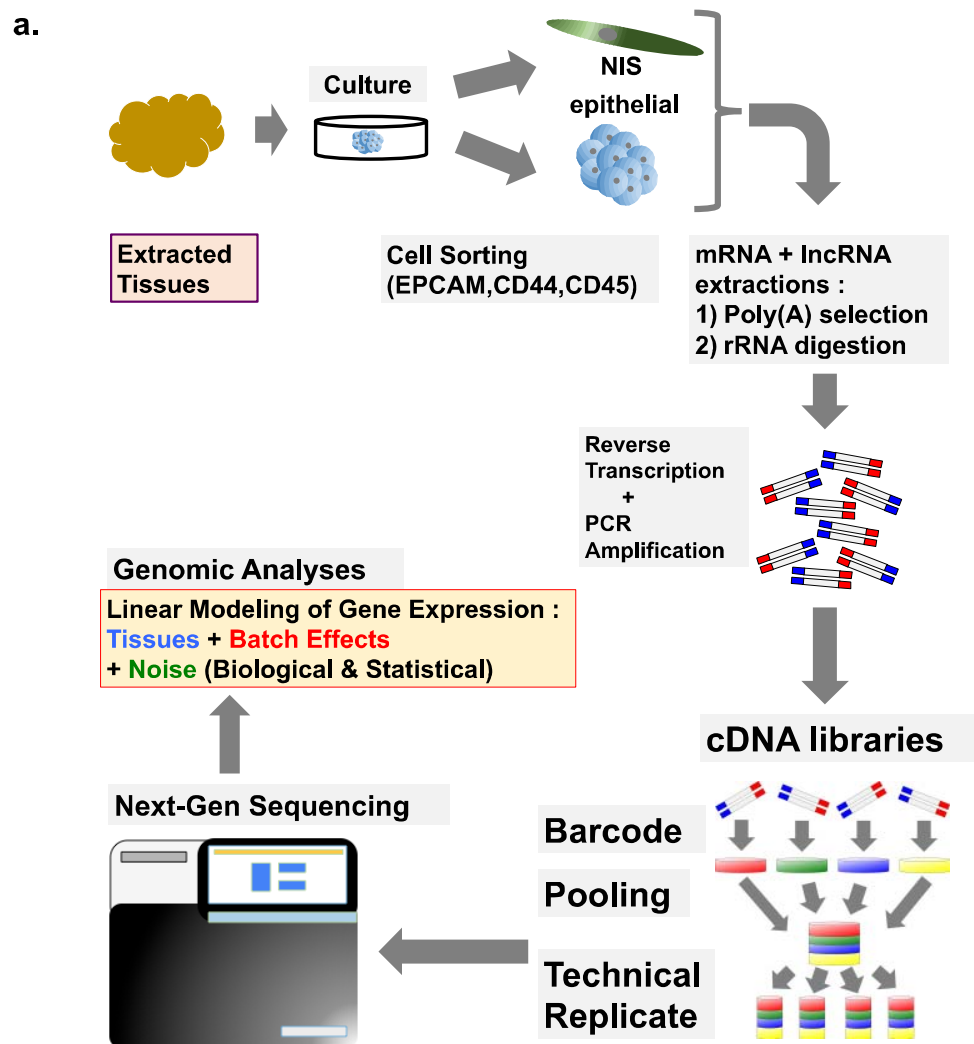 a.
Culture
NIS
epithelial
Extracted
Tissues
Cell Sorting
(EPCAM,CD44,CD45)
mRNA + lncRNA
extractions :
1) Poly(A) selection
2) rRNA digestion
Reverse
Transcription
+
PCR
Amplification
cDNA libraries
Barcode
Pooling
Technical
Replicate
Next-Gen Sequencing
Genomic Analyses
Linear Modeling of Gene Expression :
Tissues + Batch Effects
+ Noise (Biological & Statistical)